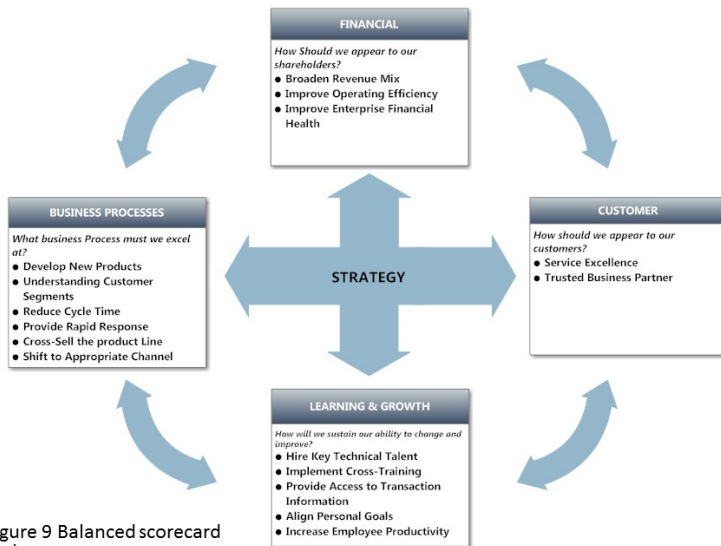 FINANCIAL
How Should we appear to our
shareholders?
● Broaden Revenue Mix
● Improve Operating Efficiency
● Improve Enterprise Financial
Health
BUSINESS PROCESSES
What business Process must we excel
at?
● Develop New Products
● Understanding Customer
Segments
● Reduce Cycle Time
● Provide Rapid Response
● Cross-Sell the product Line
● Shift to Appropriate Channel
STRATEGY
CUSTOMER
How should we appear to our
customers?
● Service Excellence
● Trusted Business Partner
LEARNING & GROWTH
How will we sustain our ability to change and
improve?
● Hire Key Technical Talent
● Implement Cross-Training
● Provide Access to Transaction
Information
● Align Personal Goals
● Increase Employee Productivity
gure 9 Balanced scorecard